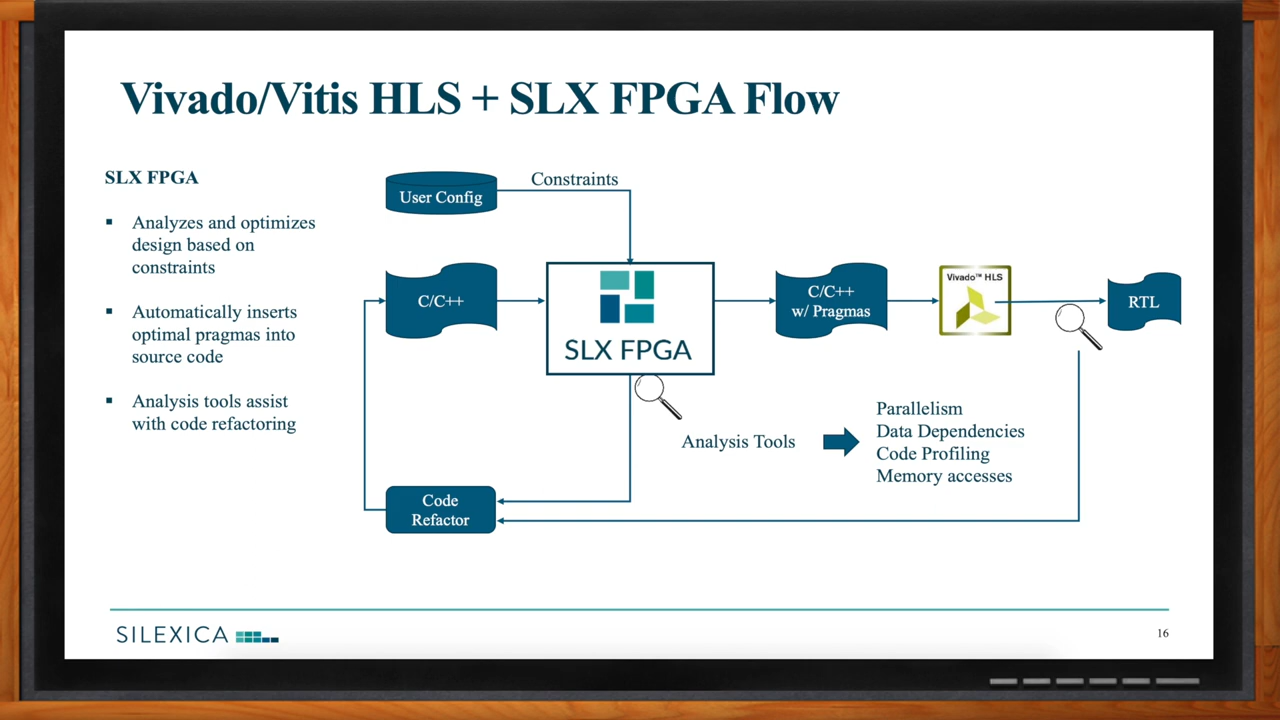 Vivado/Vitis HLS + SLX FPGA Flow
SLX FPGA
▪ Analyzes and optimizes
design based on
constraints
▪ Automatically inserts
optimal pragmas into
source code
▪ Analysis tools assist
with code refactoring
User Config
Constraints
C/C++
SLX FPGA
C/C++
w/ Pragmas
Vivado™ HLS
RTL
Analysis Tools
Parallelism
Data Dependencies
Code Profiling
Memory accesses
Code
Refactor
SILEXICA
16